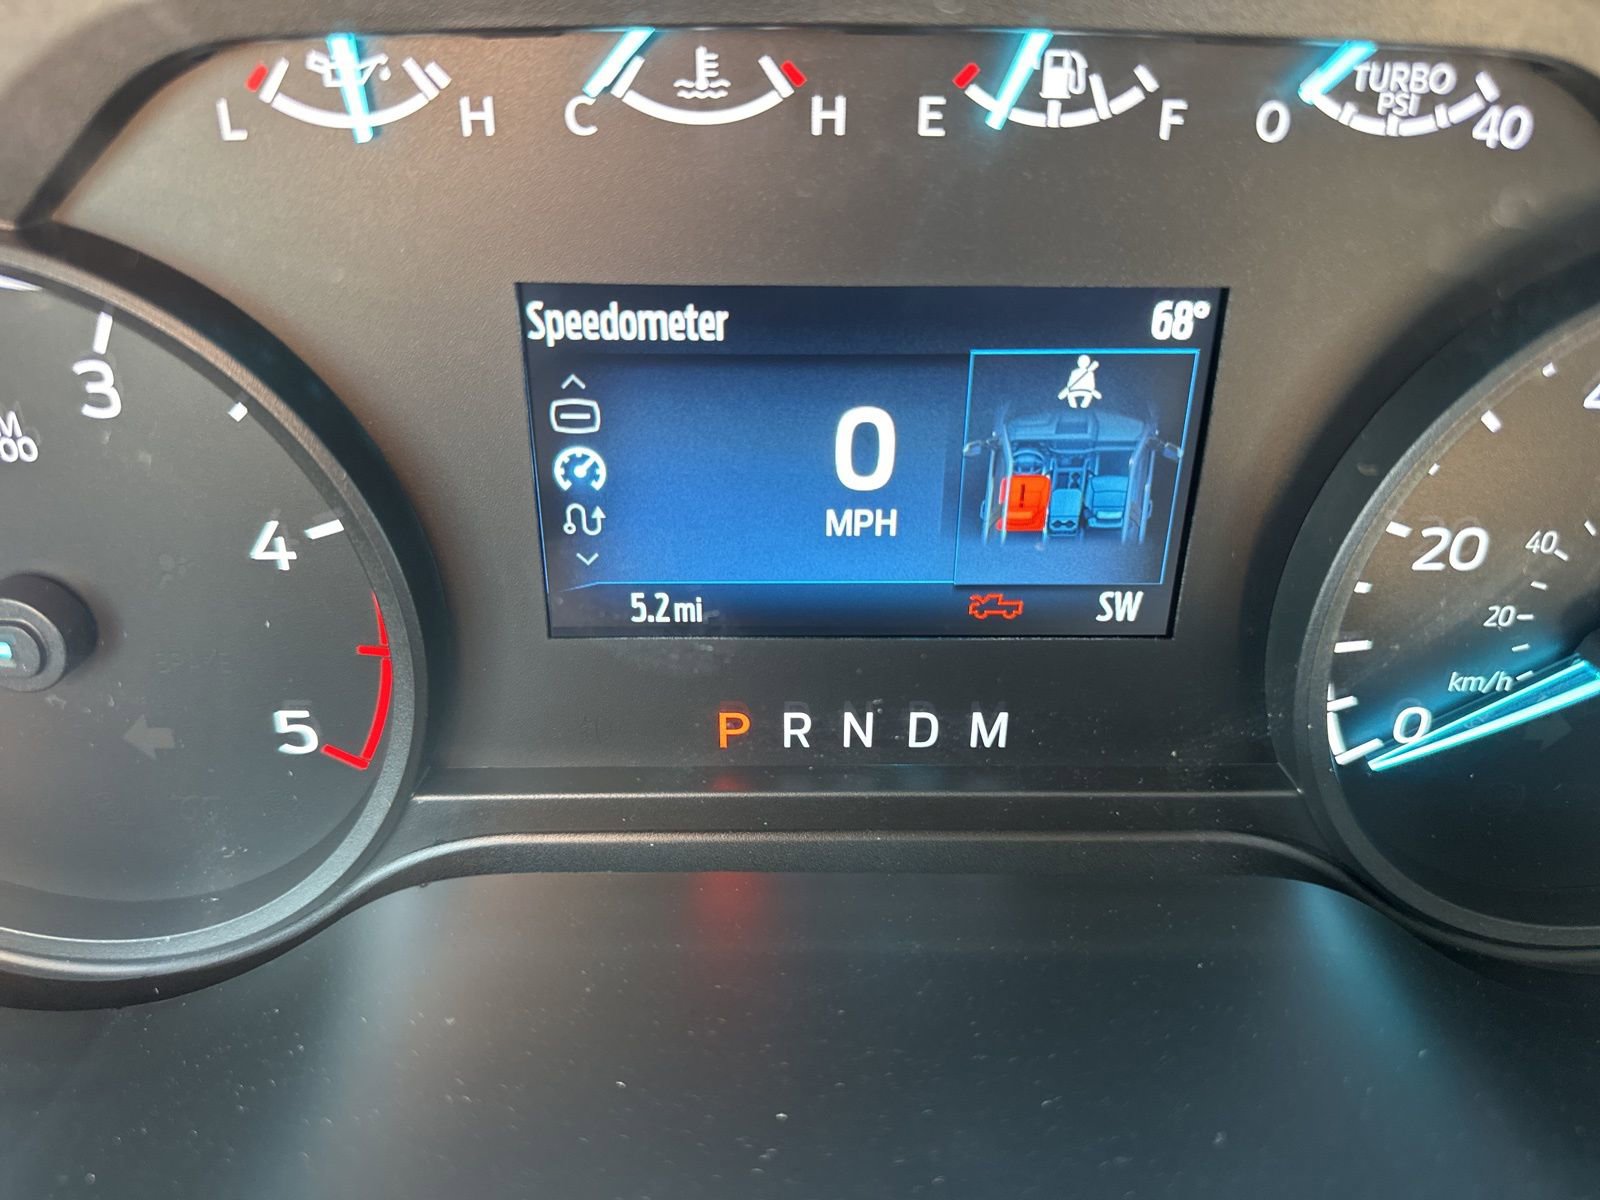 L H C H E F 0 TURBO PSI 40
Speedometer 68°
3
4
5
0
MPH
5.2 mi SW
P R N D M
20
40
20
km/h
0